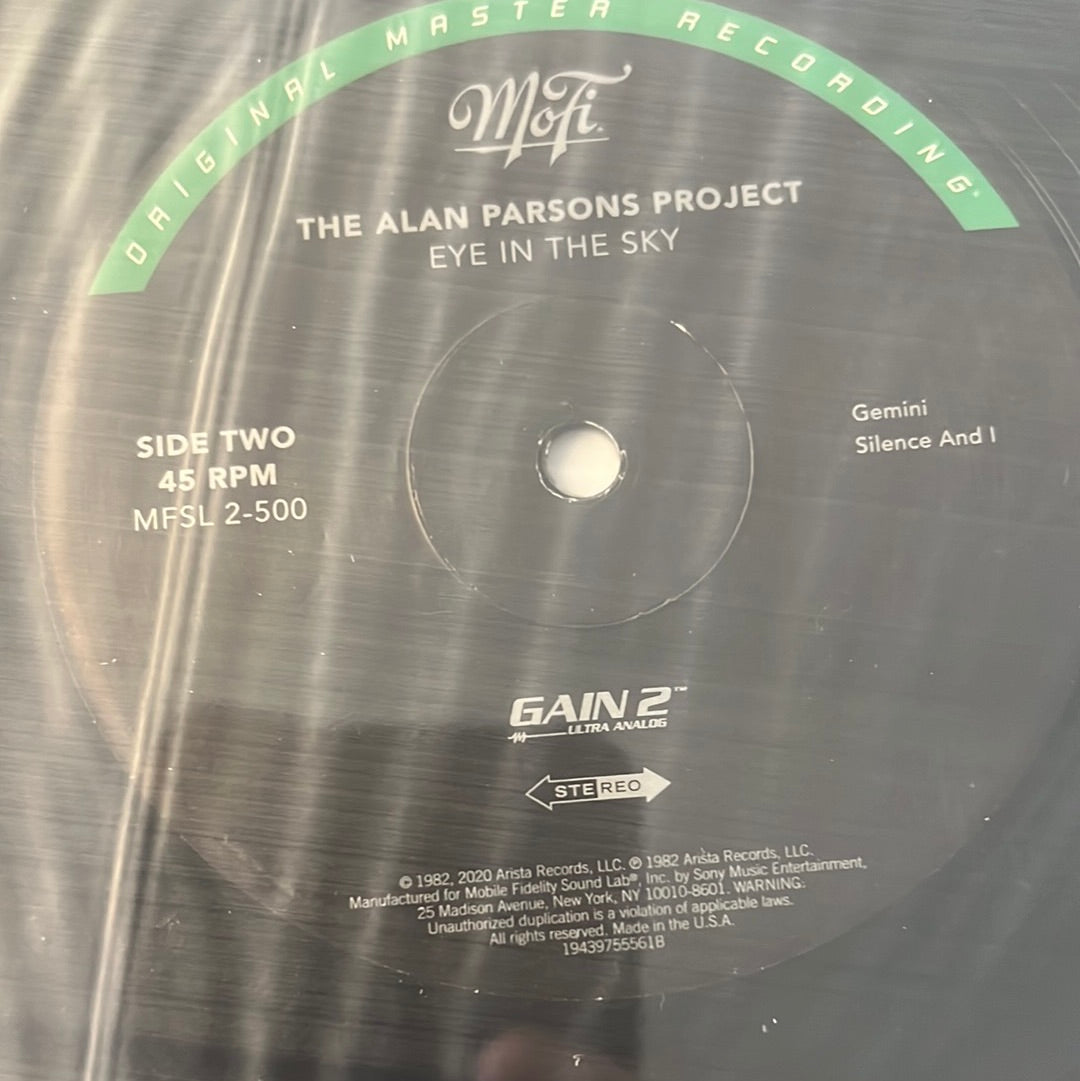 ORIGINAL MASTER RECORDING®
MoFi.
THE ALAN PARSONS PROJECT
EYE IN THE SKY
SIDE TWO
45 RPM
MFSL 2-500
Gemini
Silence And I
GAIN 2™
ULTRA ANALOG
STEREO
© 1982, 2020 Arista Records, LLC. ℗ 1982 Arista Records, LLC.
Manufactured for Mobile Fidelity Sound Lab®, Inc. by Sony Music Entertainment,
25 Madison Avenue, New York, NY 10010-8601. WARNING:
Unauthorized duplication is a violation of applicable laws.
All rights reserved. Made in the U.S.A.
19439755561B